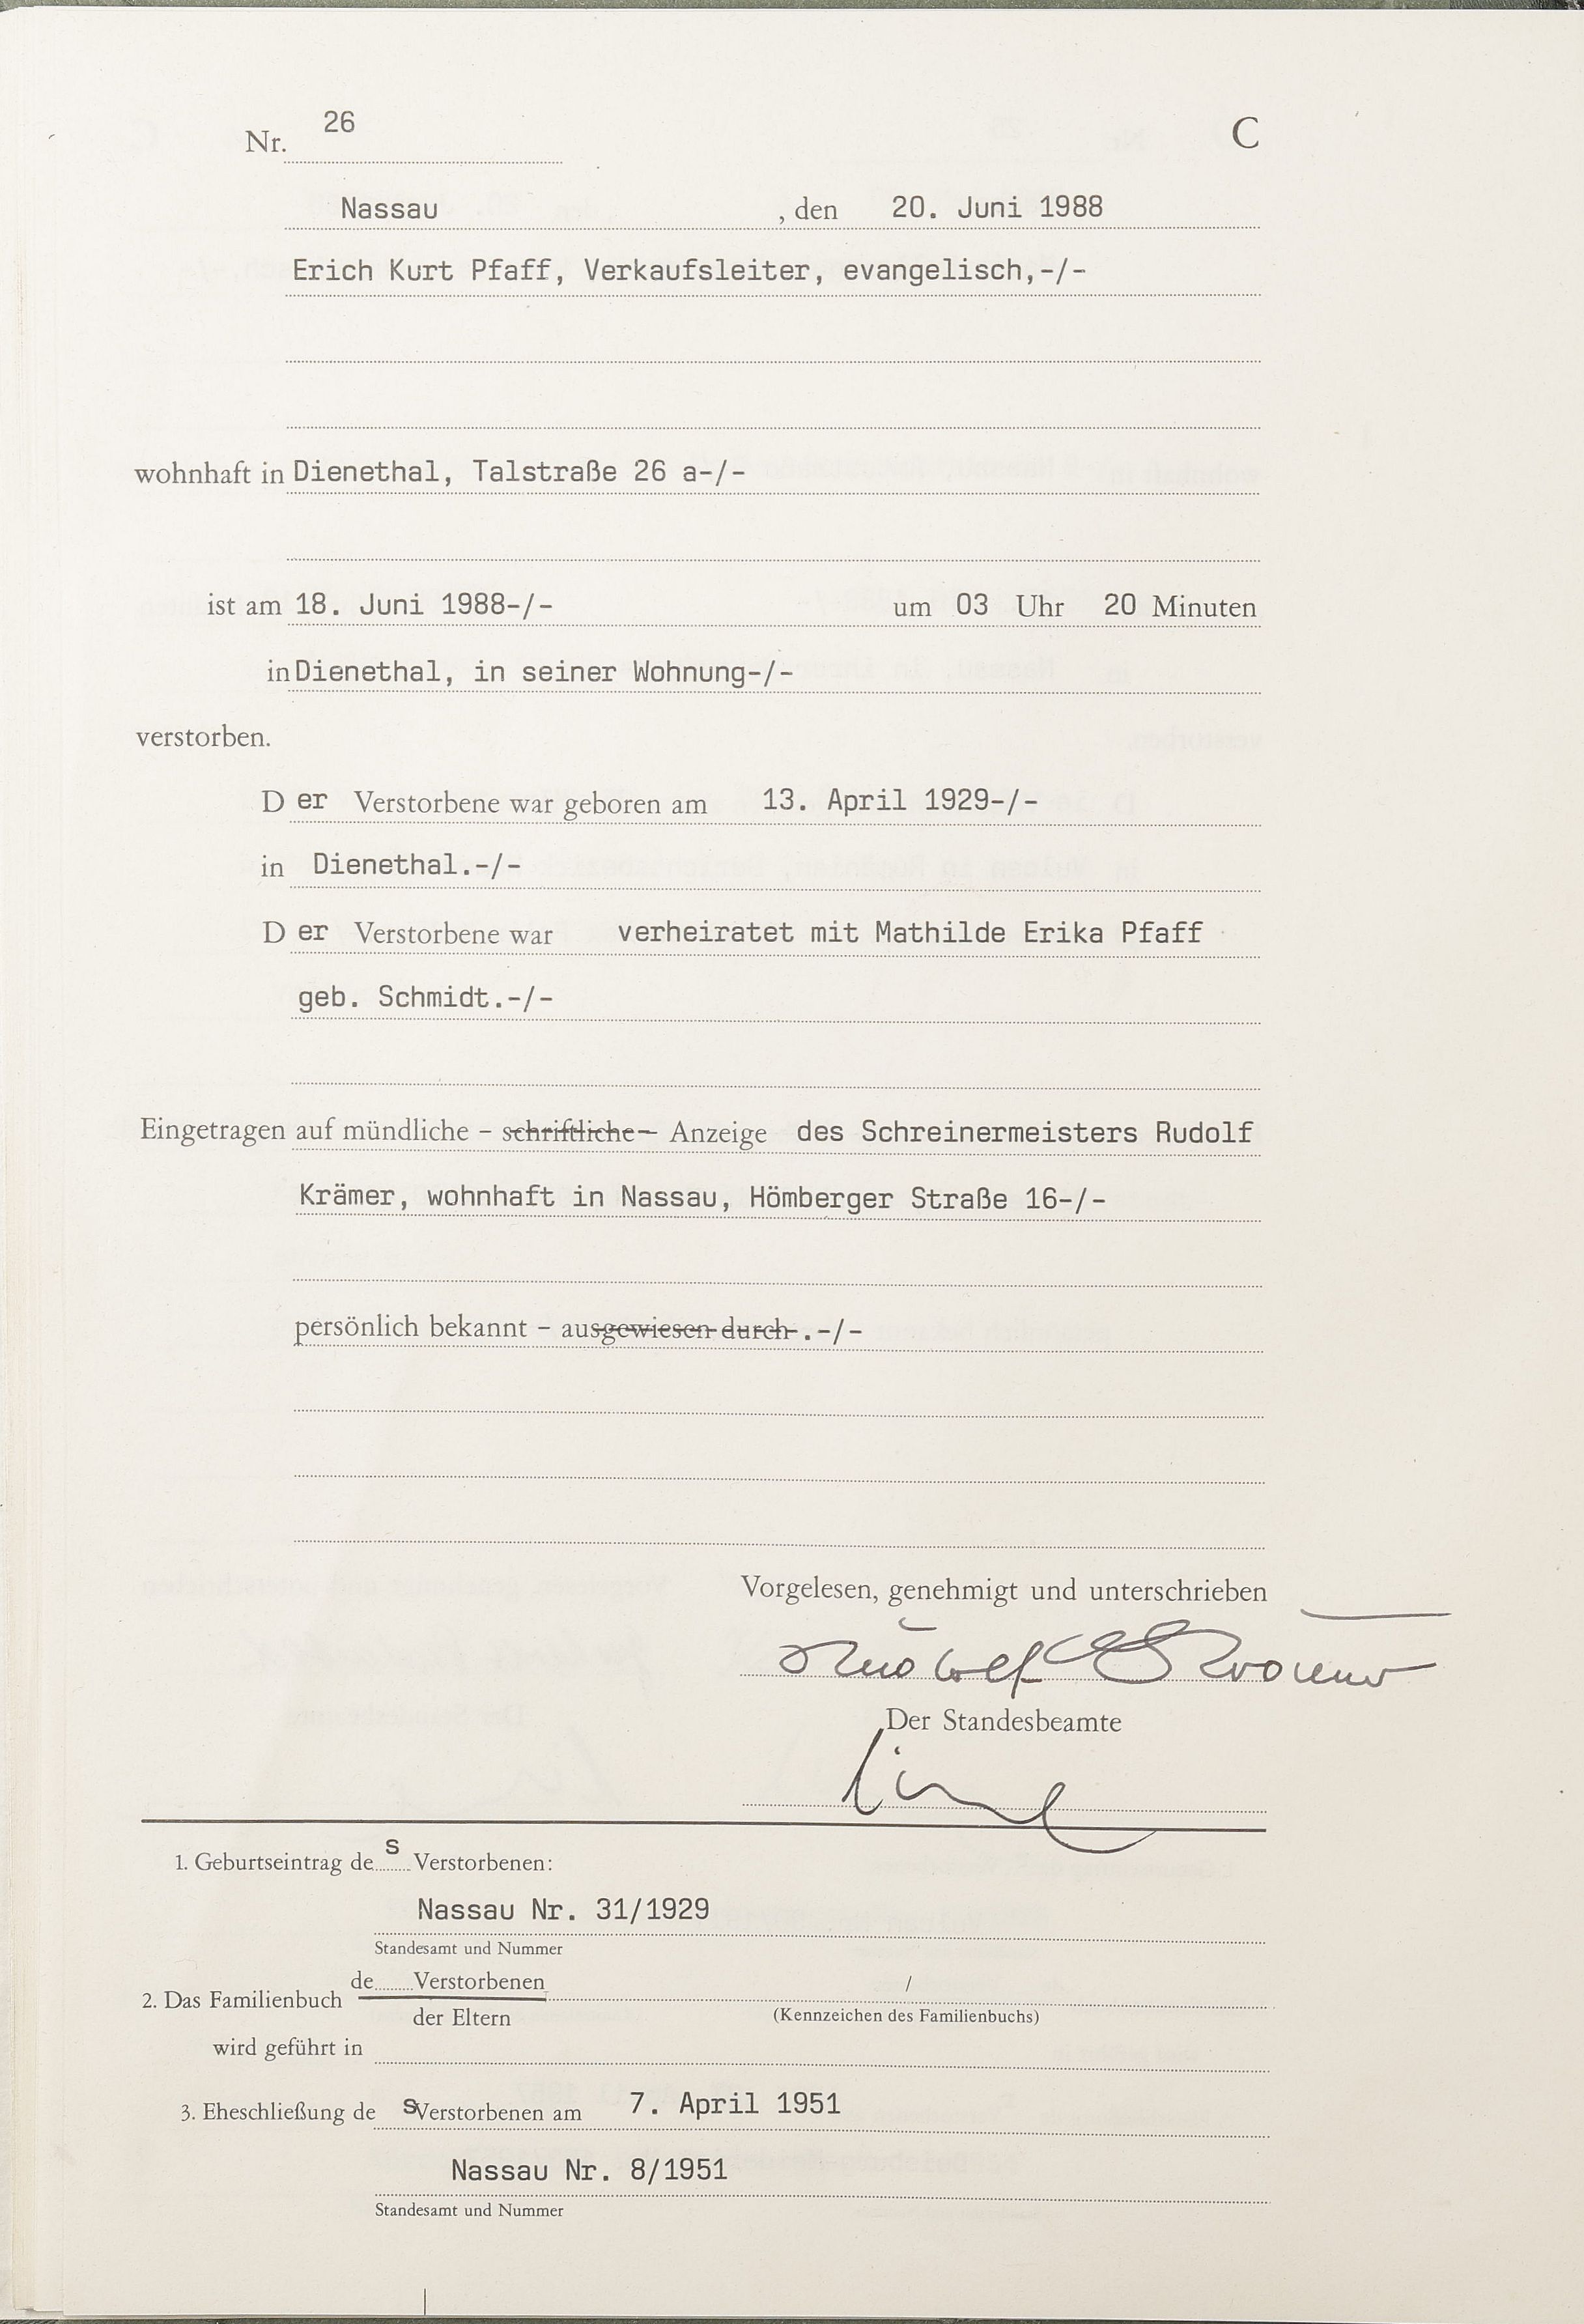 Nr. 26 C
Nassau , den 20. Juni 1988
Erich Kurt Pfaff, Verkaufsleiter, evangelisch,-/-
wohnhaft in Dienethal, Talstraße 26 a-/-
ist am 18. Juni 1988-/- um 03 Uhr 20 Minuten
in Dienethal, in seiner Wohnung-/-
verstorben.
Der Verstorbene war geboren am 13. April 1929-/-
in Dienethal.-/-
Der Verstorbene war verheiratet mit Mathilde Erika Pfaff
geb. Schmidt.-/-
Eingetragen auf mündliche - schriftliche - Anzeige des Schreinermeisters Rudolf
Krämer, wohnhaft in Nassau, Hömberger Straße 16-/-
persönlich bekannt - ausgewiesen durch .-/-
Vorgelesen, genehmigt und unterschrieben
Rudolf Krämer
Der Standesbeamte
1. Geburtseintrag des Verstorbenen:
Nassau Nr. 31/1929
Standesamt und Nummer
de Verstorbenen /
2. Das Familienbuch
der Eltern (Kennzeichen des Familienbuchs)
wird geführt in
3. Eheschließung des Verstorbenen am 7. April 1951
Nassau Nr. 8/1951
Standesamt und Nummer